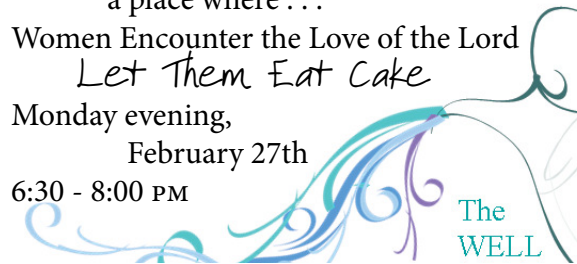 a place where . . .
Women Encounter the Love of the Lord
Let Them Eat Cake
Monday evening,
February 27th
6:30 - 8:00 PM
The
WELL